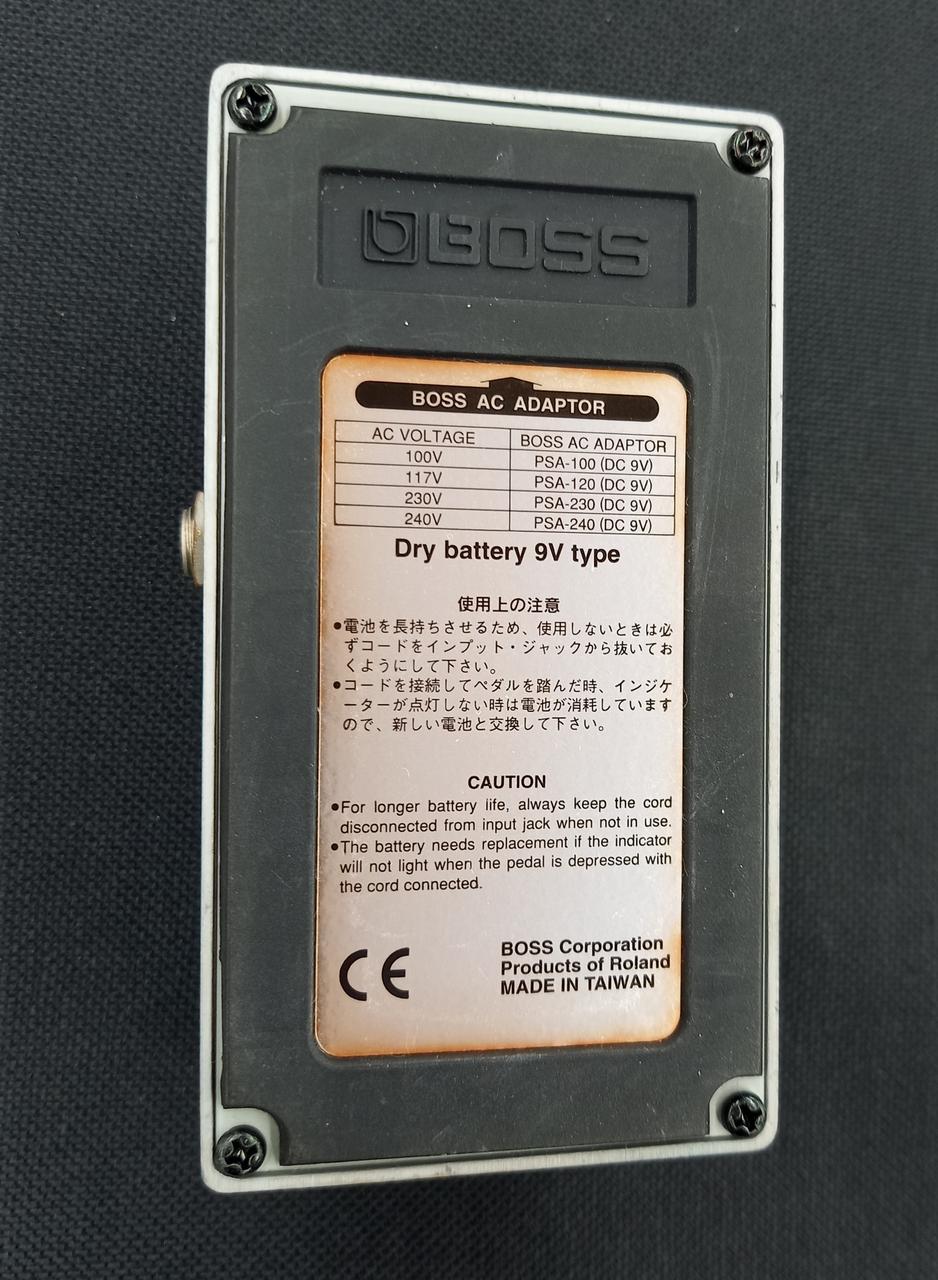 BOSS
BOSS AC ADAPTOR
AC VOLTAGE BOSS AC ADAPTOR
100V PSA-100 (DC 9V)
117V PSA-120 (DC 9V)
230V PSA-230 (DC 9V)
240V PSA-240 (DC 9V)
Dry battery 9V type
使用上の注意
●電池を長持ちさせるため、使用しないときは必
ずコードをインプット・ジャックから抜いてお
くようにして下さい。
●コードを接続してペダルを踏んだ時、インジケ
ーターが点灯しない時は電池が消耗しています
ので、新しい電池と交換して下さい。
CAUTION
●For longer battery life, always keep the cord
disconnected from input jack when not in use.
●The battery needs replacement if the indicator
will not light when the pedal is depressed with
the cord connected.
CE
BOSS Corporation
Products of Roland
MADE IN TAIWAN